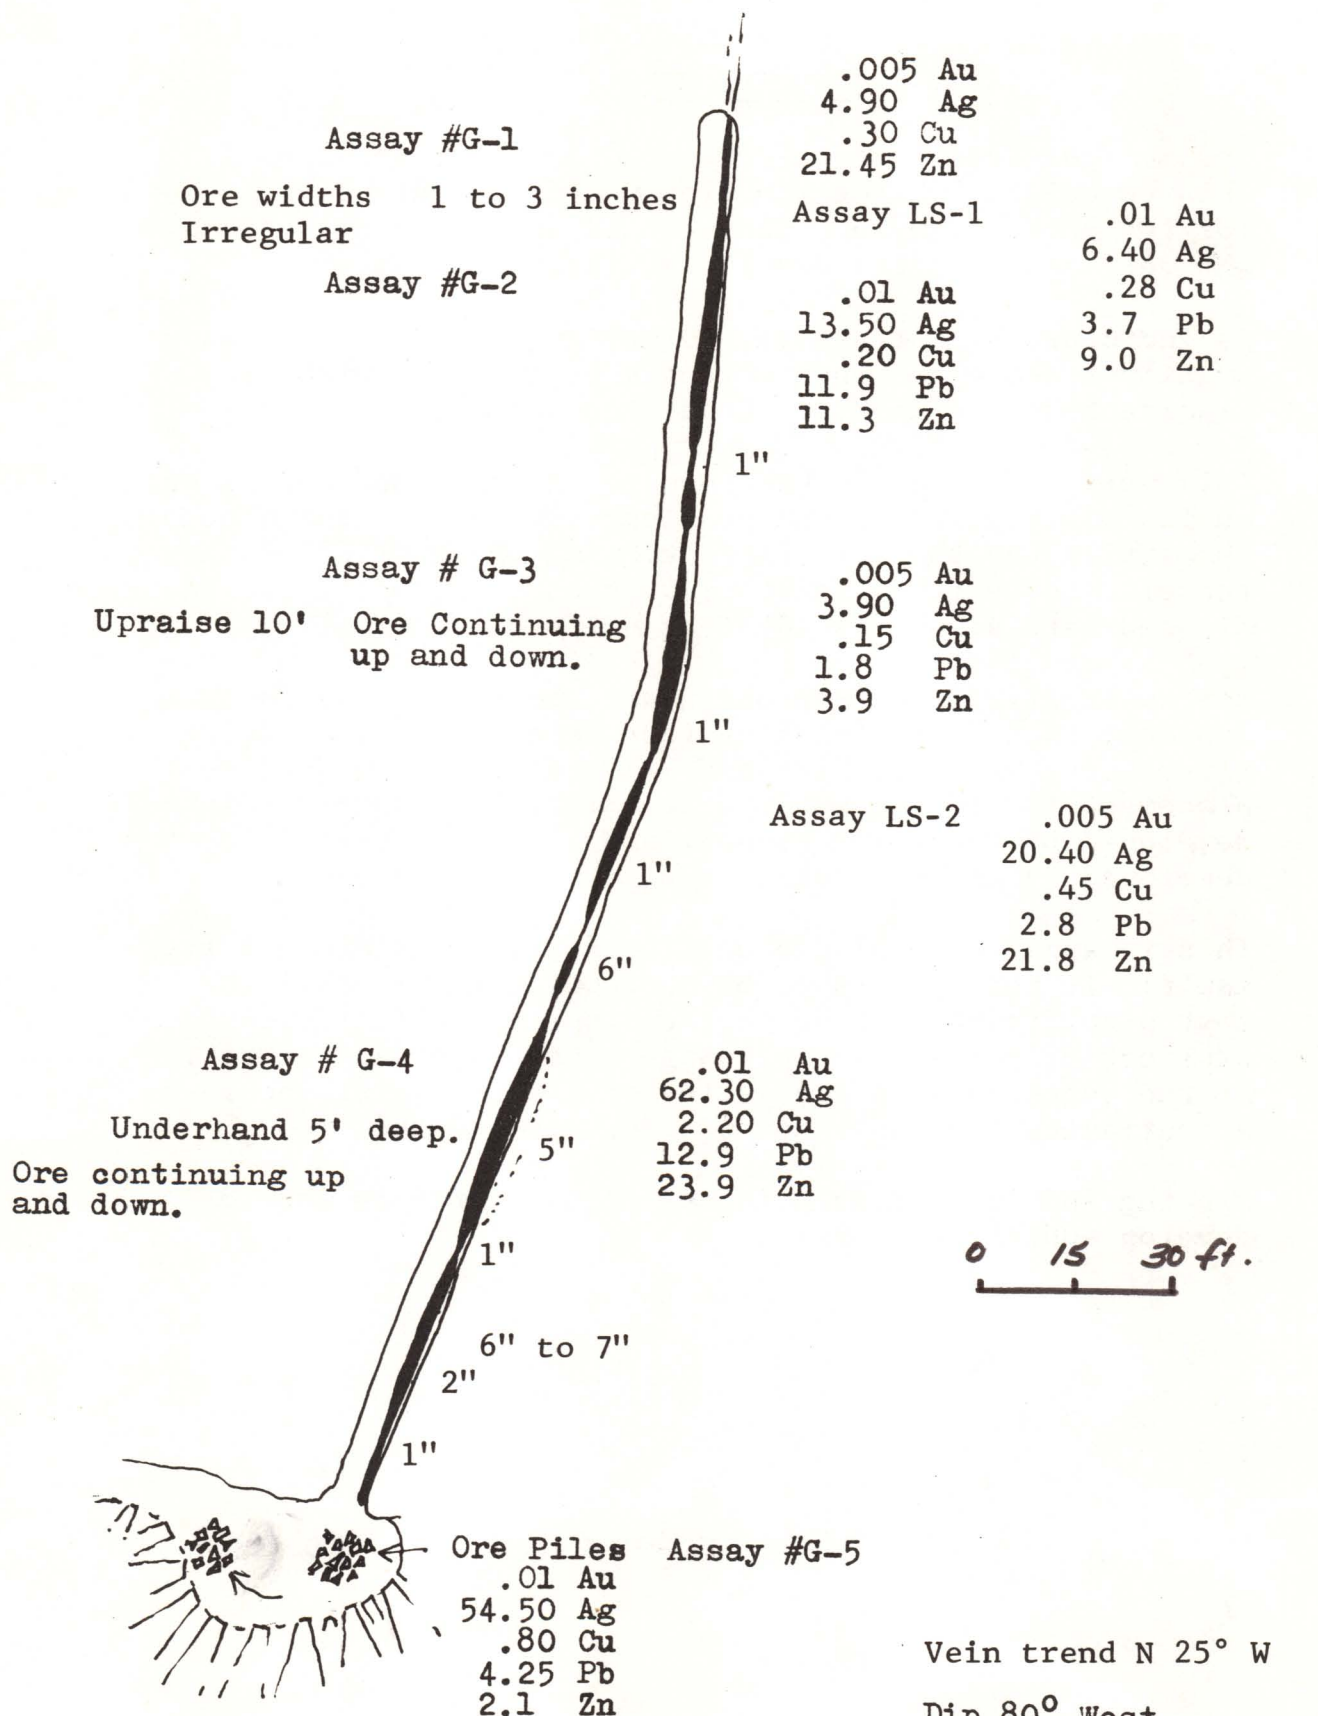 .005 Au
4.90 Ag
.30 Cu
21.45 Zn
Assay #G-1
Ore widths 1 to 3 inches
Irregular
Assay #G-2
Assay LS-1
.01 Au
6.40 Ag
.28 Cu
3.7 Pb
9.0 Zn
.01 Au
13.50 Ag
.20 Cu
11.9 Pb
11.3 Zn
1"
Assay # G-3
Upraise 10' Ore Continuing
up and down.
.005 Au
3.90 Ag
.15 Cu
1.8 Pb
3.9 Zn
1"
Assay LS-2
.005 Au
20.40 Ag
.45 Cu
2.8 Pb
21.8 Zn
1"
6"
Assay # G-4
Underhand 5' deep.
Ore continuing up
and down.
.01 Au
62.30 Ag
2.20 Cu
12.9 Pb
23.9 Zn
5"
1"
0 15 30 ft.
6" to 7"
2"
1"
Ore Piles Assay #G-5
.01 Au
54.50 Ag
.80 Cu
4.25 Pb
2.1 Zn
Vein trend N 25° W
Dip 80° West